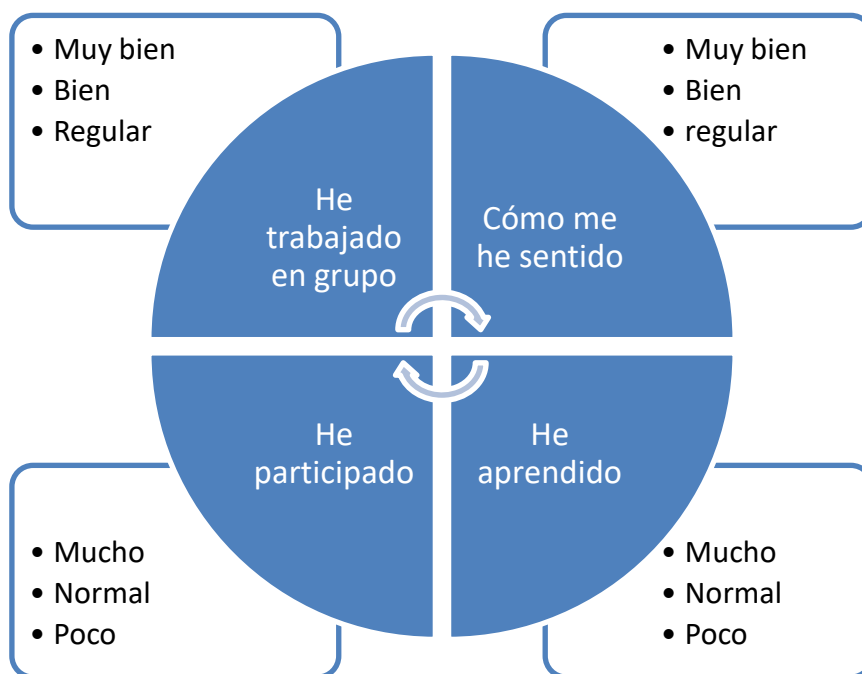 • Muy bien
• Bien
• Regular
• Muy bien
• Bien
• regular
He
trabajado
en grupo
Cómo me
he sentido
He
participado
He
aprendido
• Mucho
• Normal
• Poco
• Mucho
• Normal
• Poco